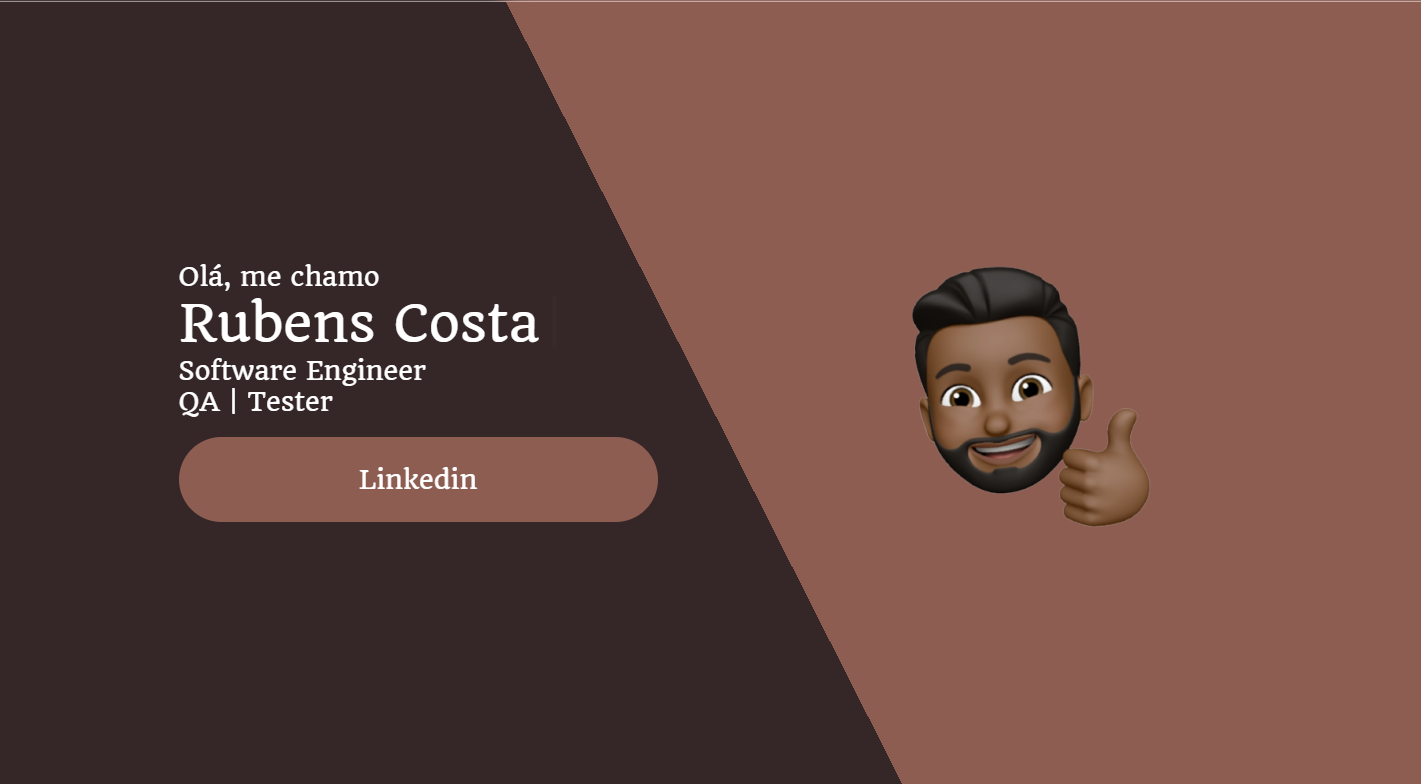 Olá, me chamo
Rubens Costa
Software Engineer
QA | Tester
Linkedin